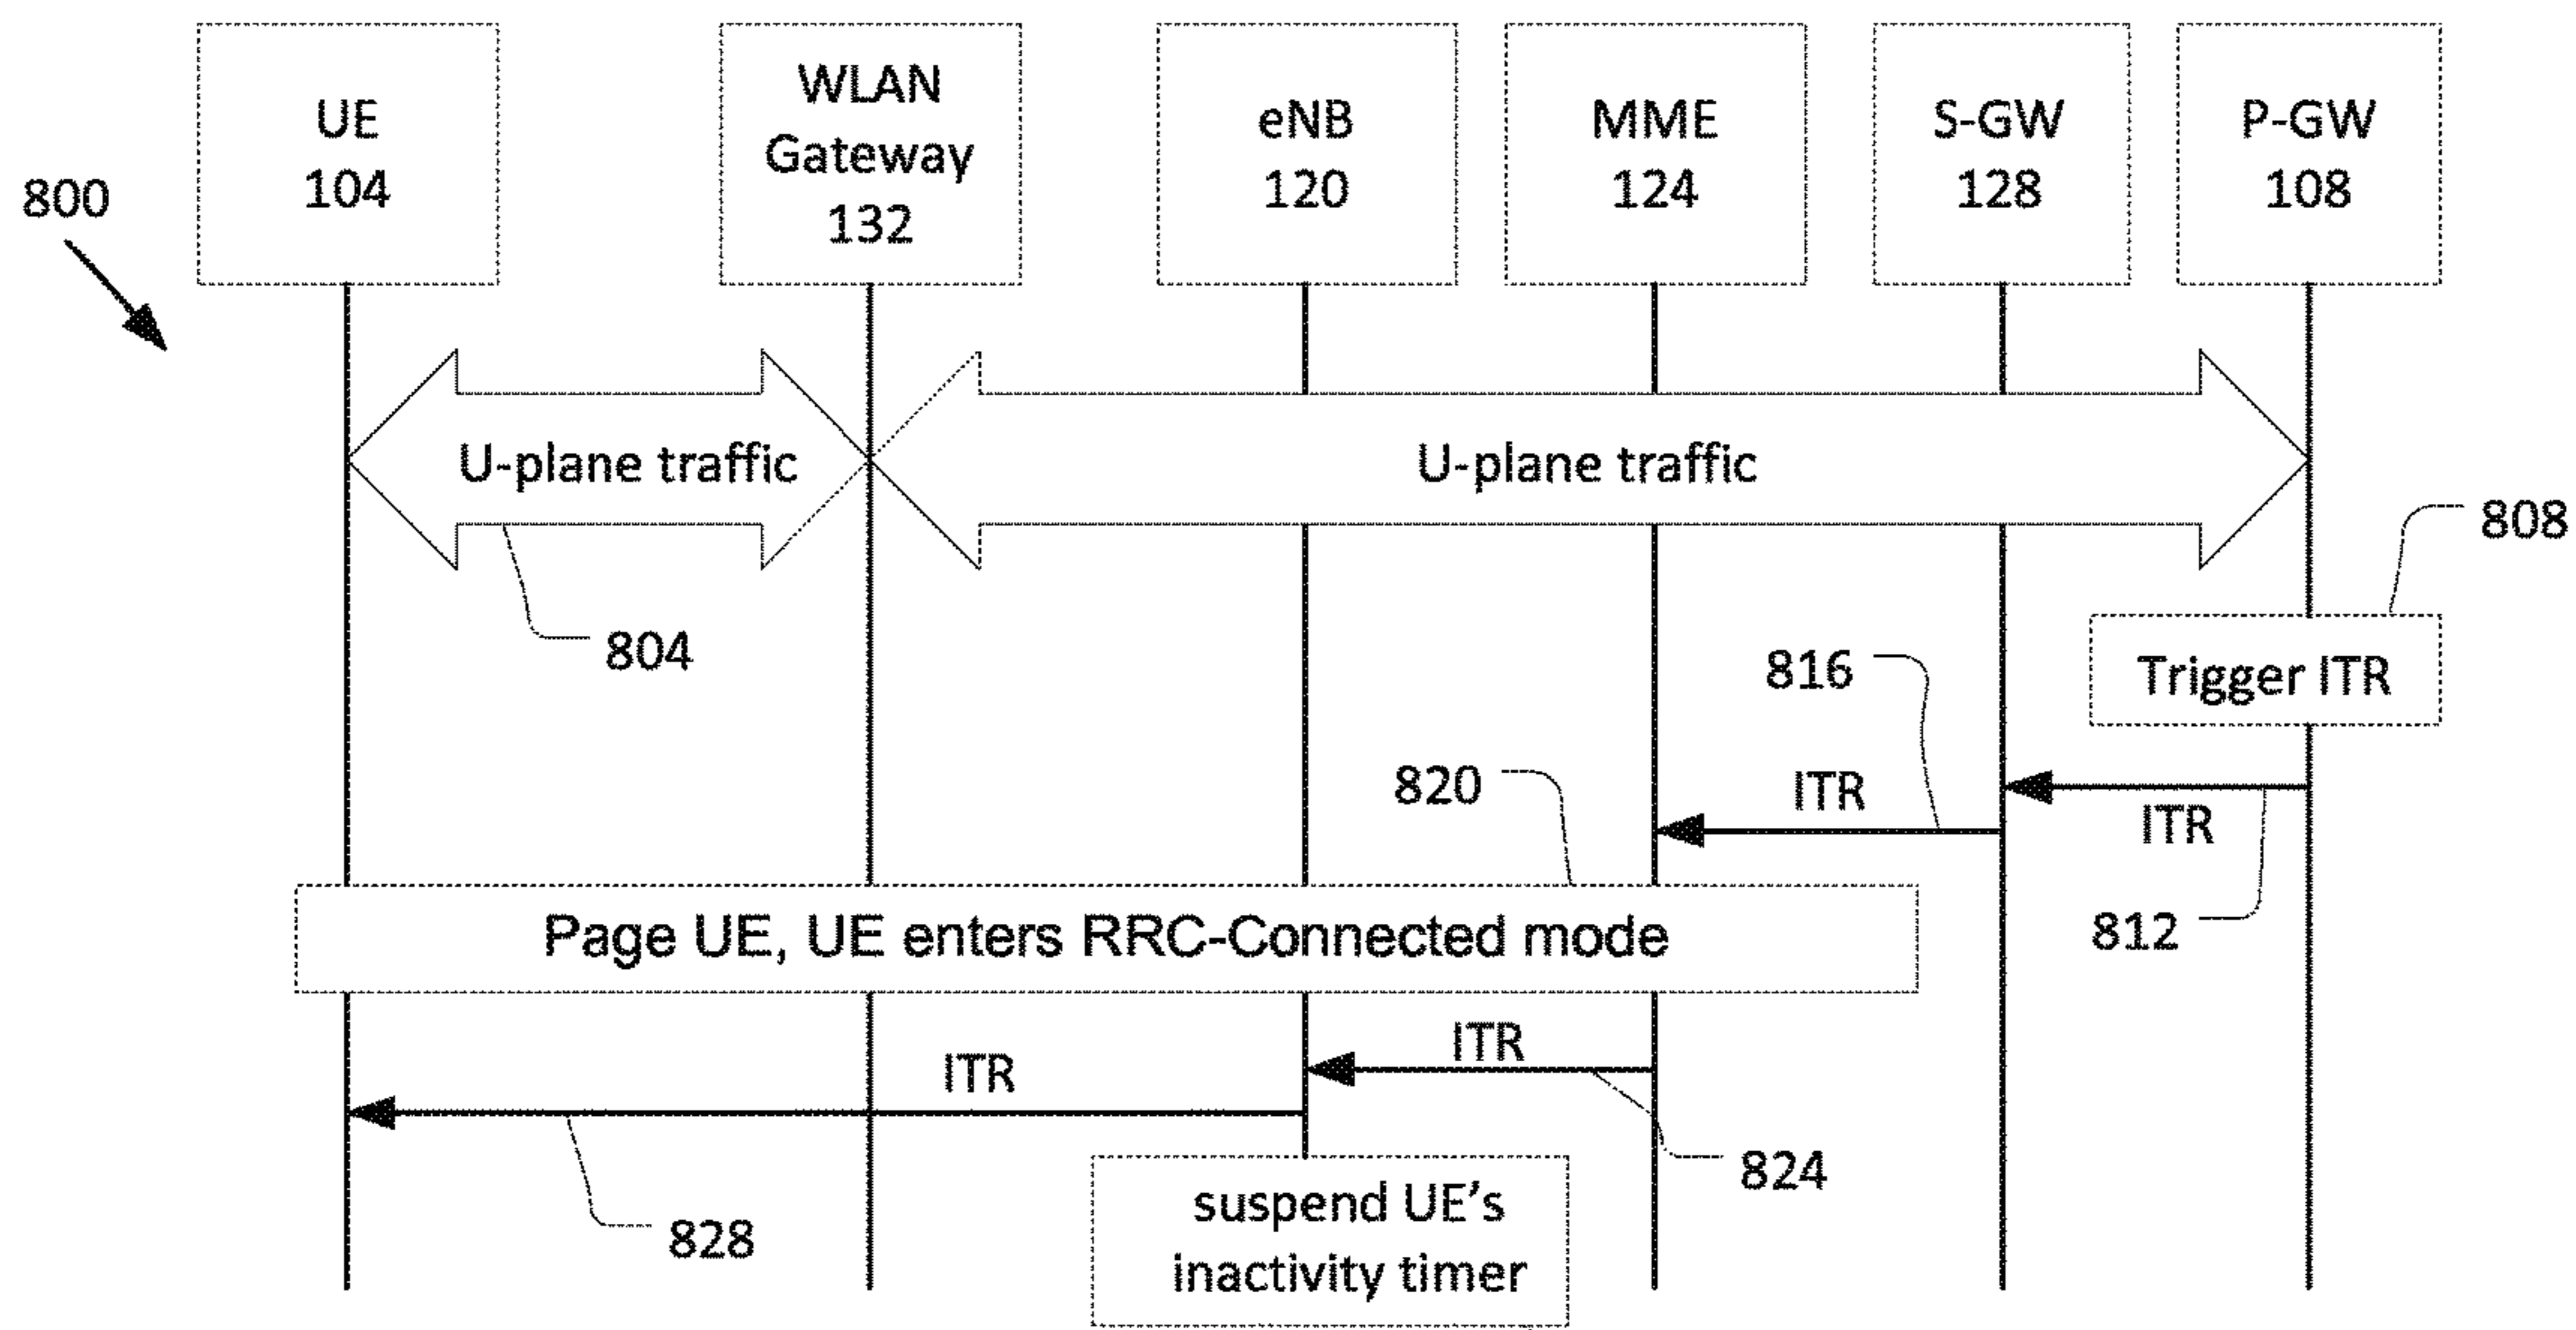 800
UE
104
WLAN
Gateway
132
eNB
120
MME
124
S-GW
128
P-GW
108
U-plane traffic
U-plane traffic
804
808
Trigger ITR
816
820
ITR
ITR
812
Page UE, UE enters RRC-Connected mode
ITR
ITR
824
828
suspend UE's
inactivity timer